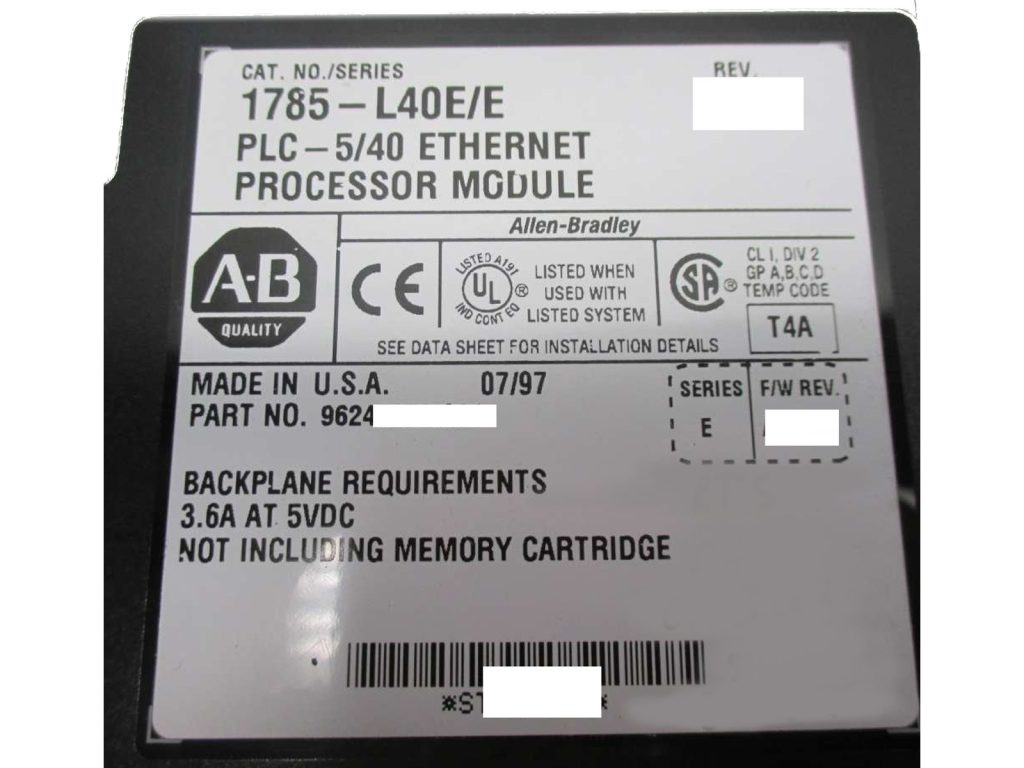 CAT. NO./SERIES
REV.
1785-L40E/E
PLC-5/40 ETHERNET
PROCESSOR MODULE
Allen-Bradley
A-B
QUALITY
CE
LISTED A191
UL
®
IND CONT EQ
LISTED WHEN
USED WITH
LISTED SYSTEM
SA
®
CL I, DIV 2
GP A,B,C,D
TEMP CODE
T4A
SEE DATA SHEET FOR INSTALLATION DETAILS
MADE IN U.S.A. 07/97
PART NO. 9624
SERIES F/W REV.
E
BACKPLANE REQUIREMENTS
3.6A AT 5VDC
NOT INCLUDING MEMORY CARTRIDGE